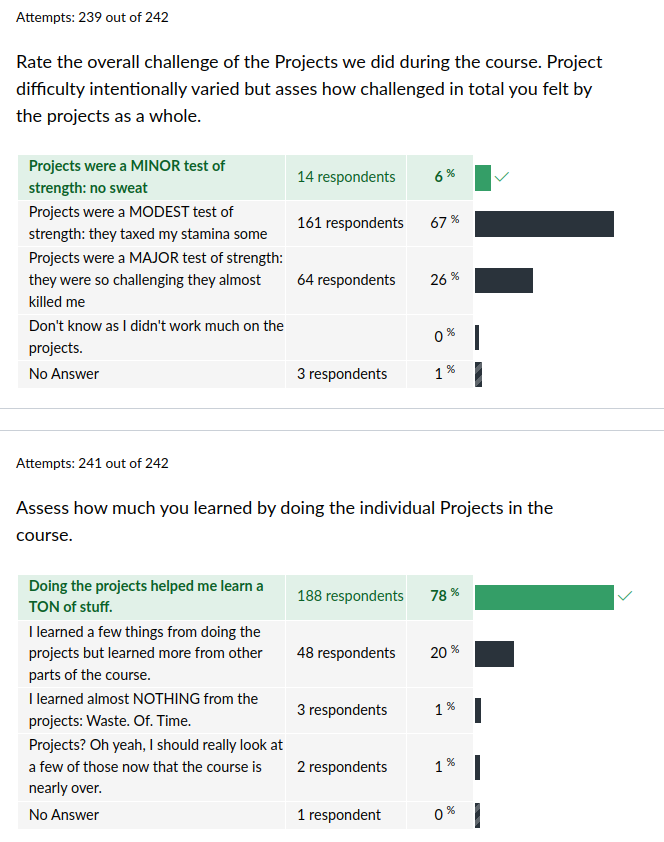 Attempts: 239 out of 242
Rate the overall challenge of the Projects we did during the course. Project
difficulty intentionally varied but asses how challenged in total you felt by
the projects as a whole.
Projects were a MINOR test of
strength: no sweat
14 respondents
6 %
Projects were a MODEST test of
strength: they taxed my stamina some
161 respondents
67 %
Projects were a MAJOR test of strength:
they were so challenging they almost
killed me
64 respondents
26 %
Don't know as I didn't work much on the
projects.
0 %
No Answer
3 respondents
1 %
Attempts: 241 out of 242
Assess how much you learned by doing the individual Projects in the
course.
Doing the projects helped me learn a
TON of stuff.
188 respondents
78 %
I learned a few things from doing the
projects but learned more from other
parts of the course.
48 respondents
20 %
I learned almost NOTHING from the
projects: Waste. Of. Time.
3 respondents
1 %
Projects? Oh yeah, I should really look at
a few of those now that the course is
nearly over.
2 respondents
1 %
No Answer
1 respondent
0 %